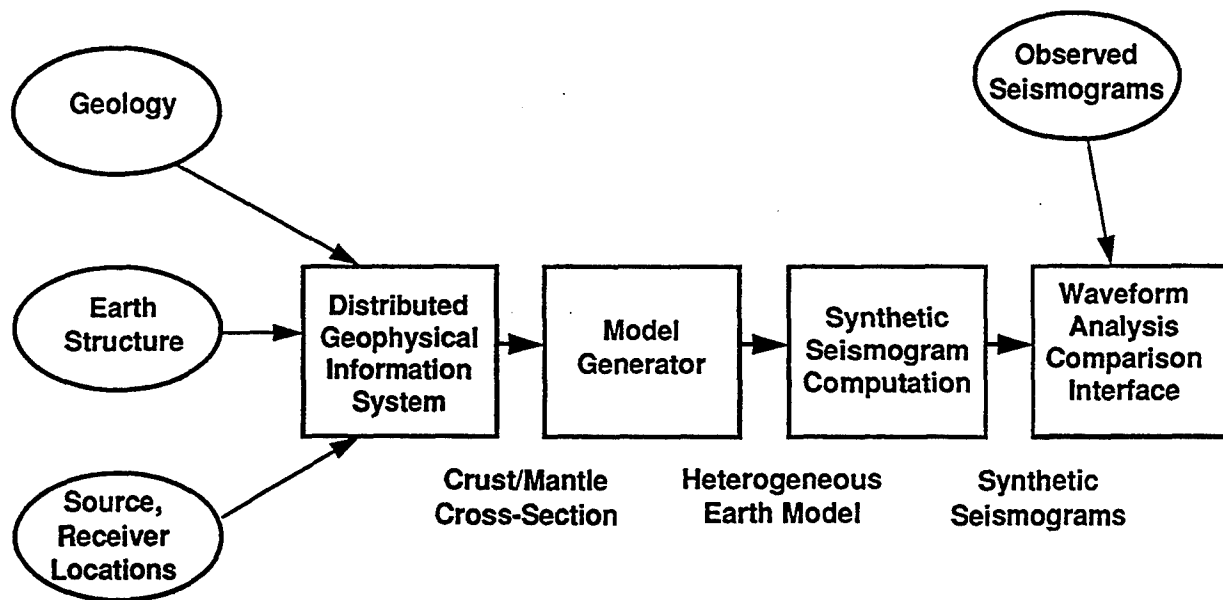 Geology
Earth
Structure
Source,
Receiver
Locations
Distributed
Geophysical
Information
System
Model
Generator
Synthetic
Seismogram
Computation
Observed
Seismograms
Waveform
Analysis
Comparison
Interface
Crust/Mantle
Cross-Section
Heterogeneous
Earth Model
Synthetic
Seismograms